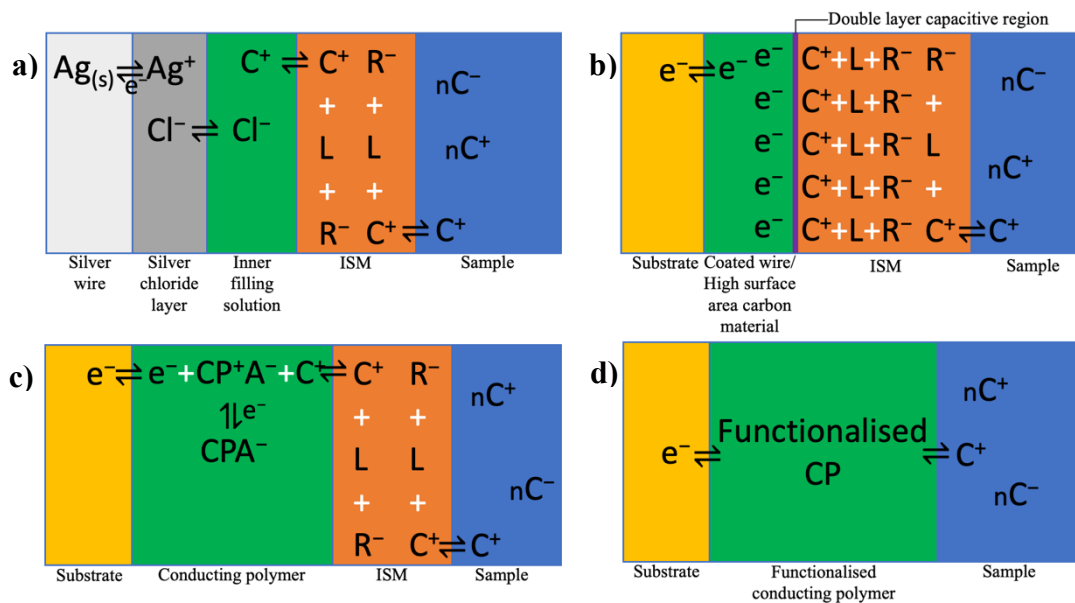 Double layer capacitive region
a)
Ag(s) ⇌ Ag⁺
e⁻
C⁺ ⇌ C⁺ R⁻
+ +
Cl⁻ ⇌ Cl⁻
L L
+ +
R⁻ C⁺ ⇌ C⁺
nC⁻
nC⁺
Silver wire
Silver chloride layer
Inner filling solution
ISM
Sample
b)
e⁻ ⇌ e⁻ e⁻ C⁺+L+R⁻ R⁻
e⁻ C⁺+L+R⁻ +
e⁻ C⁺+L+R⁻ L
e⁻ C⁺+L+R⁻ +
e⁻ C⁺+L+R⁻ C⁺ ⇌ C⁺
nC⁻
nC⁺
Substrate
Coated wire/
High surface
area carbon
material
ISM
Sample
c)
e⁻ ⇌ e⁻+CP⁺A⁻+C⁺ ⇌ C⁺ R⁻
⥮ e⁻
CPA⁻
+ +
L L
+ +
R⁻ C⁺ ⇌ C⁺
nC⁺
nC⁻
Substrate
Conducting polymer
ISM
Sample
d)
e⁻ ⇌
Functionalised
CP
⇌ C⁺
nC⁺
nC⁻
Substrate
Functionalised
conducting polymer
Sample